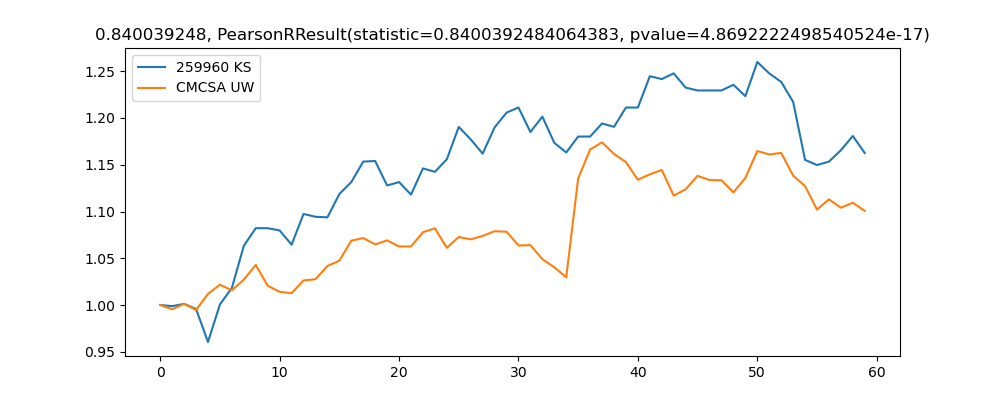 0.840039248, PearsonRResult(statistic=0.8400392484064383, pvalue=4.8692222498540524e-17)
259960 KS
CMCSA UW
1.25
1.20
1.15
1.10
1.05
1.00
0.95
0 10 20 30 40 50 60